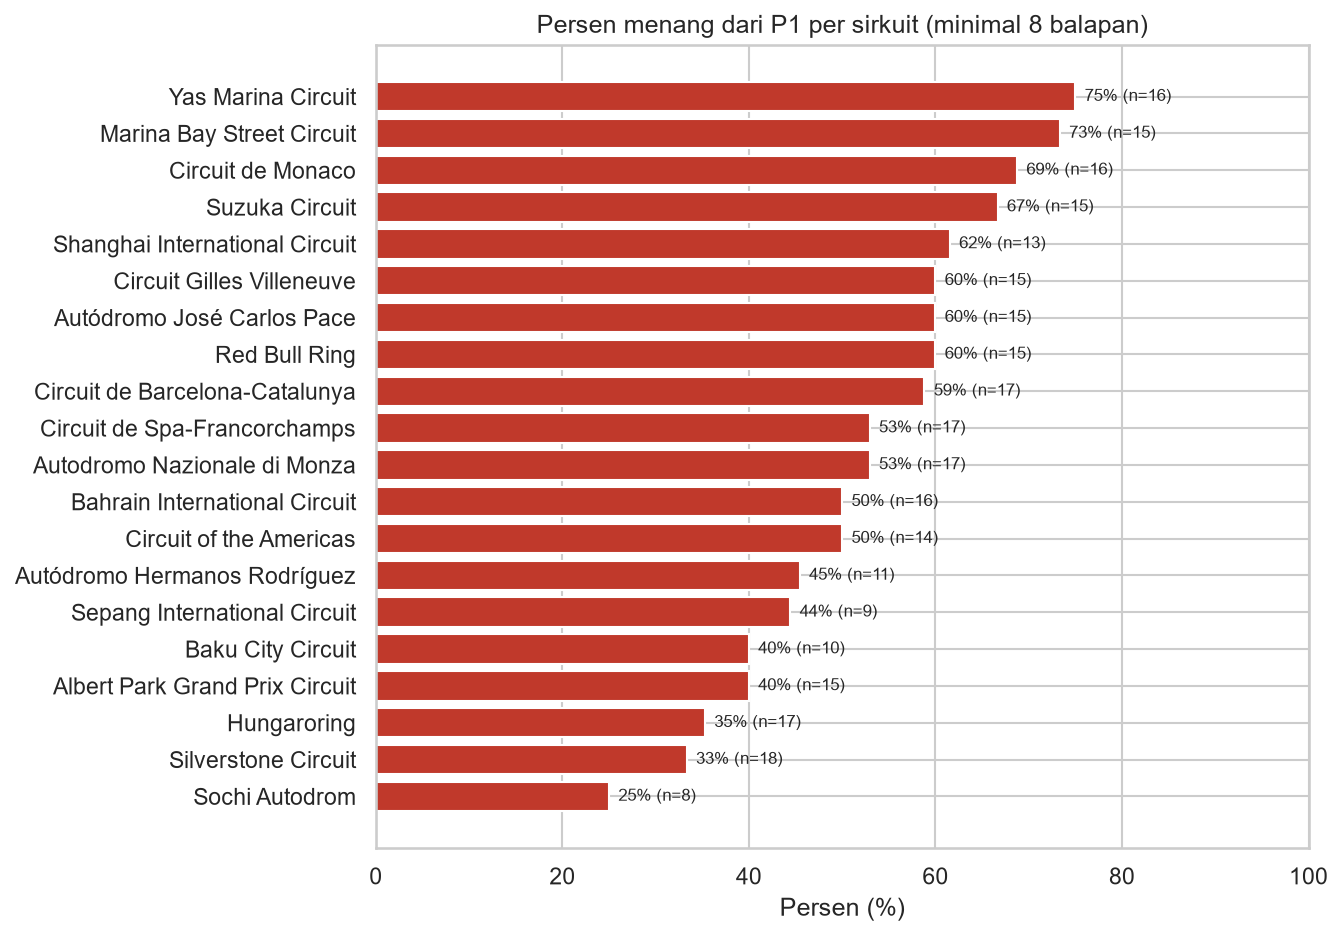 Persen menang dari P1 per sirkuit (minimal 8 balapan)
Yas Marina Circuit 75% (n=16)
Marina Bay Street Circuit 73% (n=15)
Circuit de Monaco 69% (n=16)
Suzuka Circuit 67% (n=15)
Shanghai International Circuit 62% (n=13)
Circuit Gilles Villeneuve 60% (n=15)
Autódromo José Carlos Pace 60% (n=15)
Red Bull Ring 60% (n=15)
Circuit de Barcelona-Catalunya 59% (n=17)
Circuit de Spa-Francorchamps 53% (n=17)
Autodromo Nazionale di Monza 53% (n=17)
Bahrain International Circuit 50% (n=16)
Circuit of the Americas 50% (n=14)
Autódromo Hermanos Rodríguez 45% (n=11)
Sepang International Circuit 44% (n=9)
Baku City Circuit 40% (n=10)
Albert Park Grand Prix Circuit 40% (n=15)
Hungaroring 35% (n=17)
Silverstone Circuit 33% (n=18)
Sochi Autodrom 25% (n=8)
0 20 40 60 80 100
Persen (%)